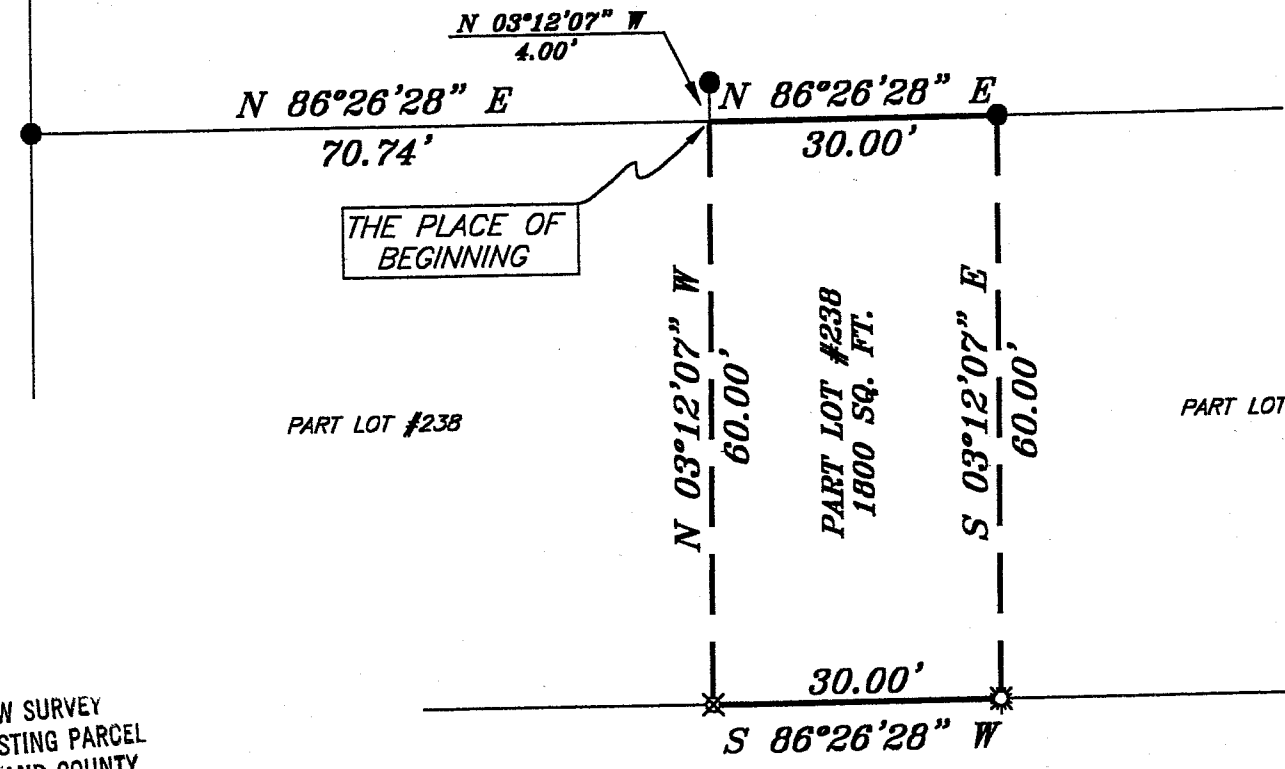 N 03°12'07" W
4.00'
N 86°26'28" E
70.74'
N 86°26'28" E
30.00'
THE PLACE OF
BEGINNING
N 03°12'07" W
60.00'
PART LOT #238
1800 SQ. FT.
S 03°12'07" E
60.00'
PART LOT #238
PART LOT
30.00'
S 86°26'28" W
W SURVEY
STING PARCEL
AND COUNTY